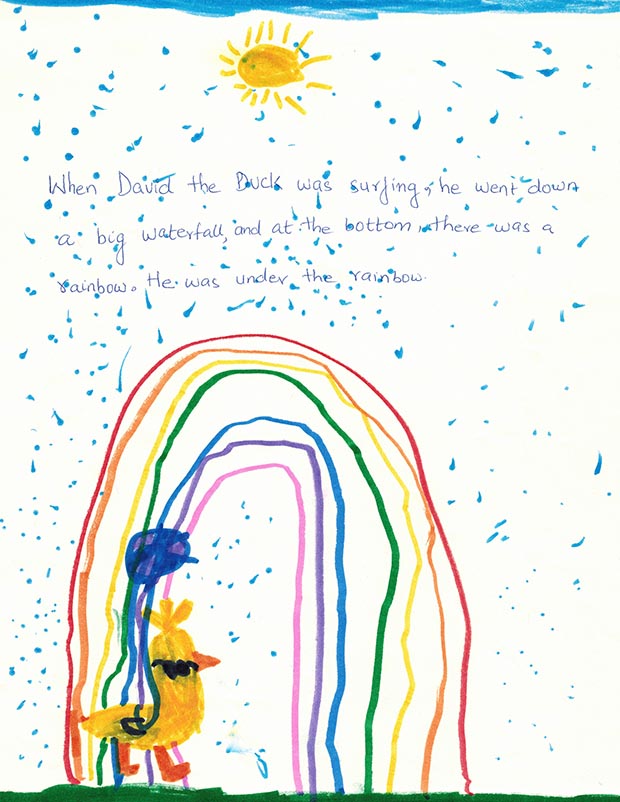 When David the Duck was surfing, he went down
a big waterfall, and at the bottom, there was a
rainbow. He was under the rainbow.